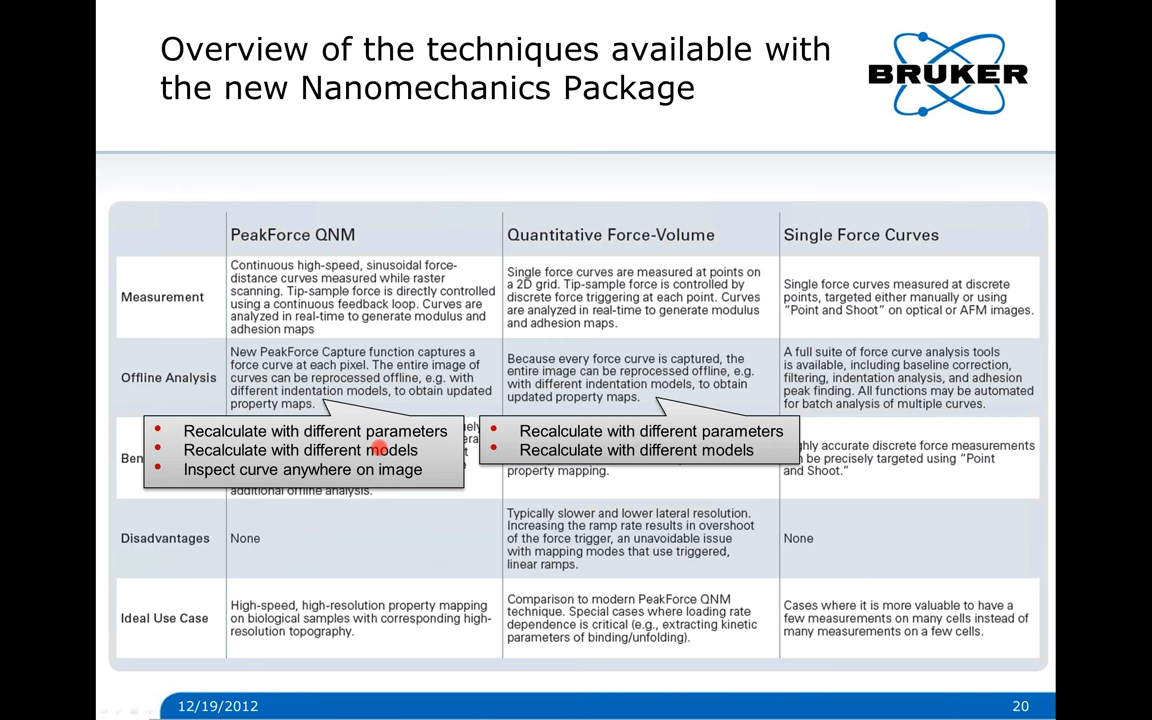 Overview of the techniques available with
the new Nanomechanics Package
BRUKER
PeakForce QNM
Quantitative Force-Volume
Single Force Curves
Measurement
Continuous high-speed, sinusoidal force-
distance curves measured while raster
scanning. Tip-sample force is directly controlled
using a continuous feedback loop. Curves are
analyzed in real-time to generate modulus and
adhesion maps
Single force curves are measured at points on
a 2D grid. Tip-sample force is controlled by
discrete force triggering at each point. Curves
are analyzed in real-time to generate modulus
and adhesion maps.
Single force curves measured at discrete
points, targeted either manually or using
“Point and Shoot” on optical or AFM images.
Offline Analysis
New PeakForce Capture function captures a
force curve at each pixel. The entire image of
curves can be reprocessed offline, e.g. with
different indentation models, to obtain updated
property maps.
Because every force curve is captured, the
entire image can be reprocessed offline, e.g.
with different indentation models, to obtain
updated property maps.
A full suite of force curve analysis tools
is available, including baseline correction,
filtering, indentation analysis, and adhesion
peak finding. All functions may be automated
for batch analysis of multiple curves.
• Recalculate with different parameters
• Recalculate with different models
• Inspect curve anywhere on image
• Recalculate with different parameters
• Recalculate with different models
Ben
additional offline analysis.
property mapping.
accurate discrete force measurements
be precisely targeted using “Point
and Shoot.”
Disadvantages
None
Typically slower and lower lateral resolution.
Increasing the ramp rate results in overshoot
of the force trigger, an unavoidable issue
with mapping modes that use triggered,
linear ramps.
None
Ideal Use Case
High-speed, high-resolution property mapping
on biological samples with corresponding high-
resolution topography.
Comparison to modern PeakForce QNM
technique. Special cases where loading rate
dependence is critical (e.g., extracting kinetic
parameters of binding/unfolding).
Cases where it is more valuable to have a
few measurements on many cells instead of
many measurements on a few cells.
12/19/2012
20